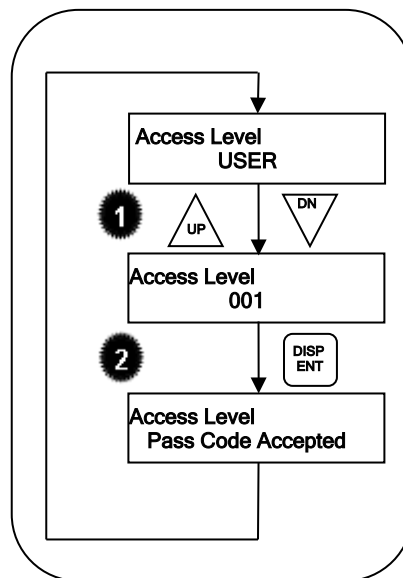 Access Level
USER
1
UP
DN
Access Level
001
2
DISP
ENT
Access Level
Pass Code Accepted